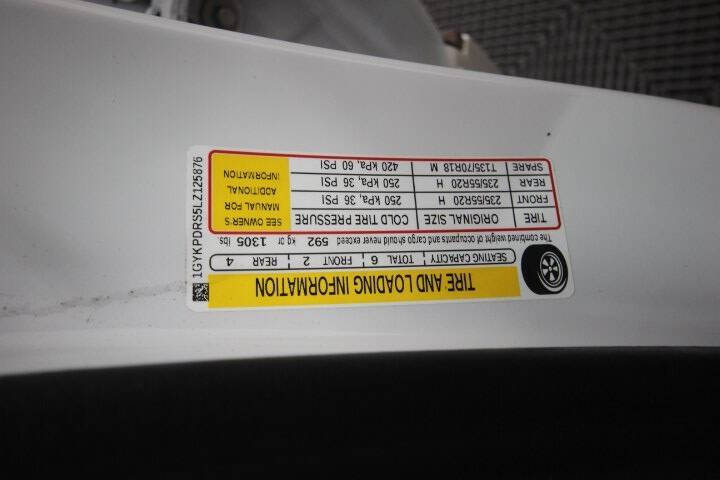 TIRE AND LOADING INFORMATION
SEATING CAPACITY TOTAL 6 FRONT 2 REAR 4
The combined weight of occupants and cargo should never exceed 592 kg or 1305 lbs
TIRE ORIGINAL SIZE COLD TIRE PRESSURE
FRONT 235/55R20 H 250 kPa, 36 PSI
REAR 235/55R20 H 250 kPa, 36 PSI
SPARE T135/70R18 M 420 kPa, 60 PSI
SEE OWNER'S
MANUAL FOR
ADDITIONAL
INFORMATION
1GYKPDRS5LZ125876